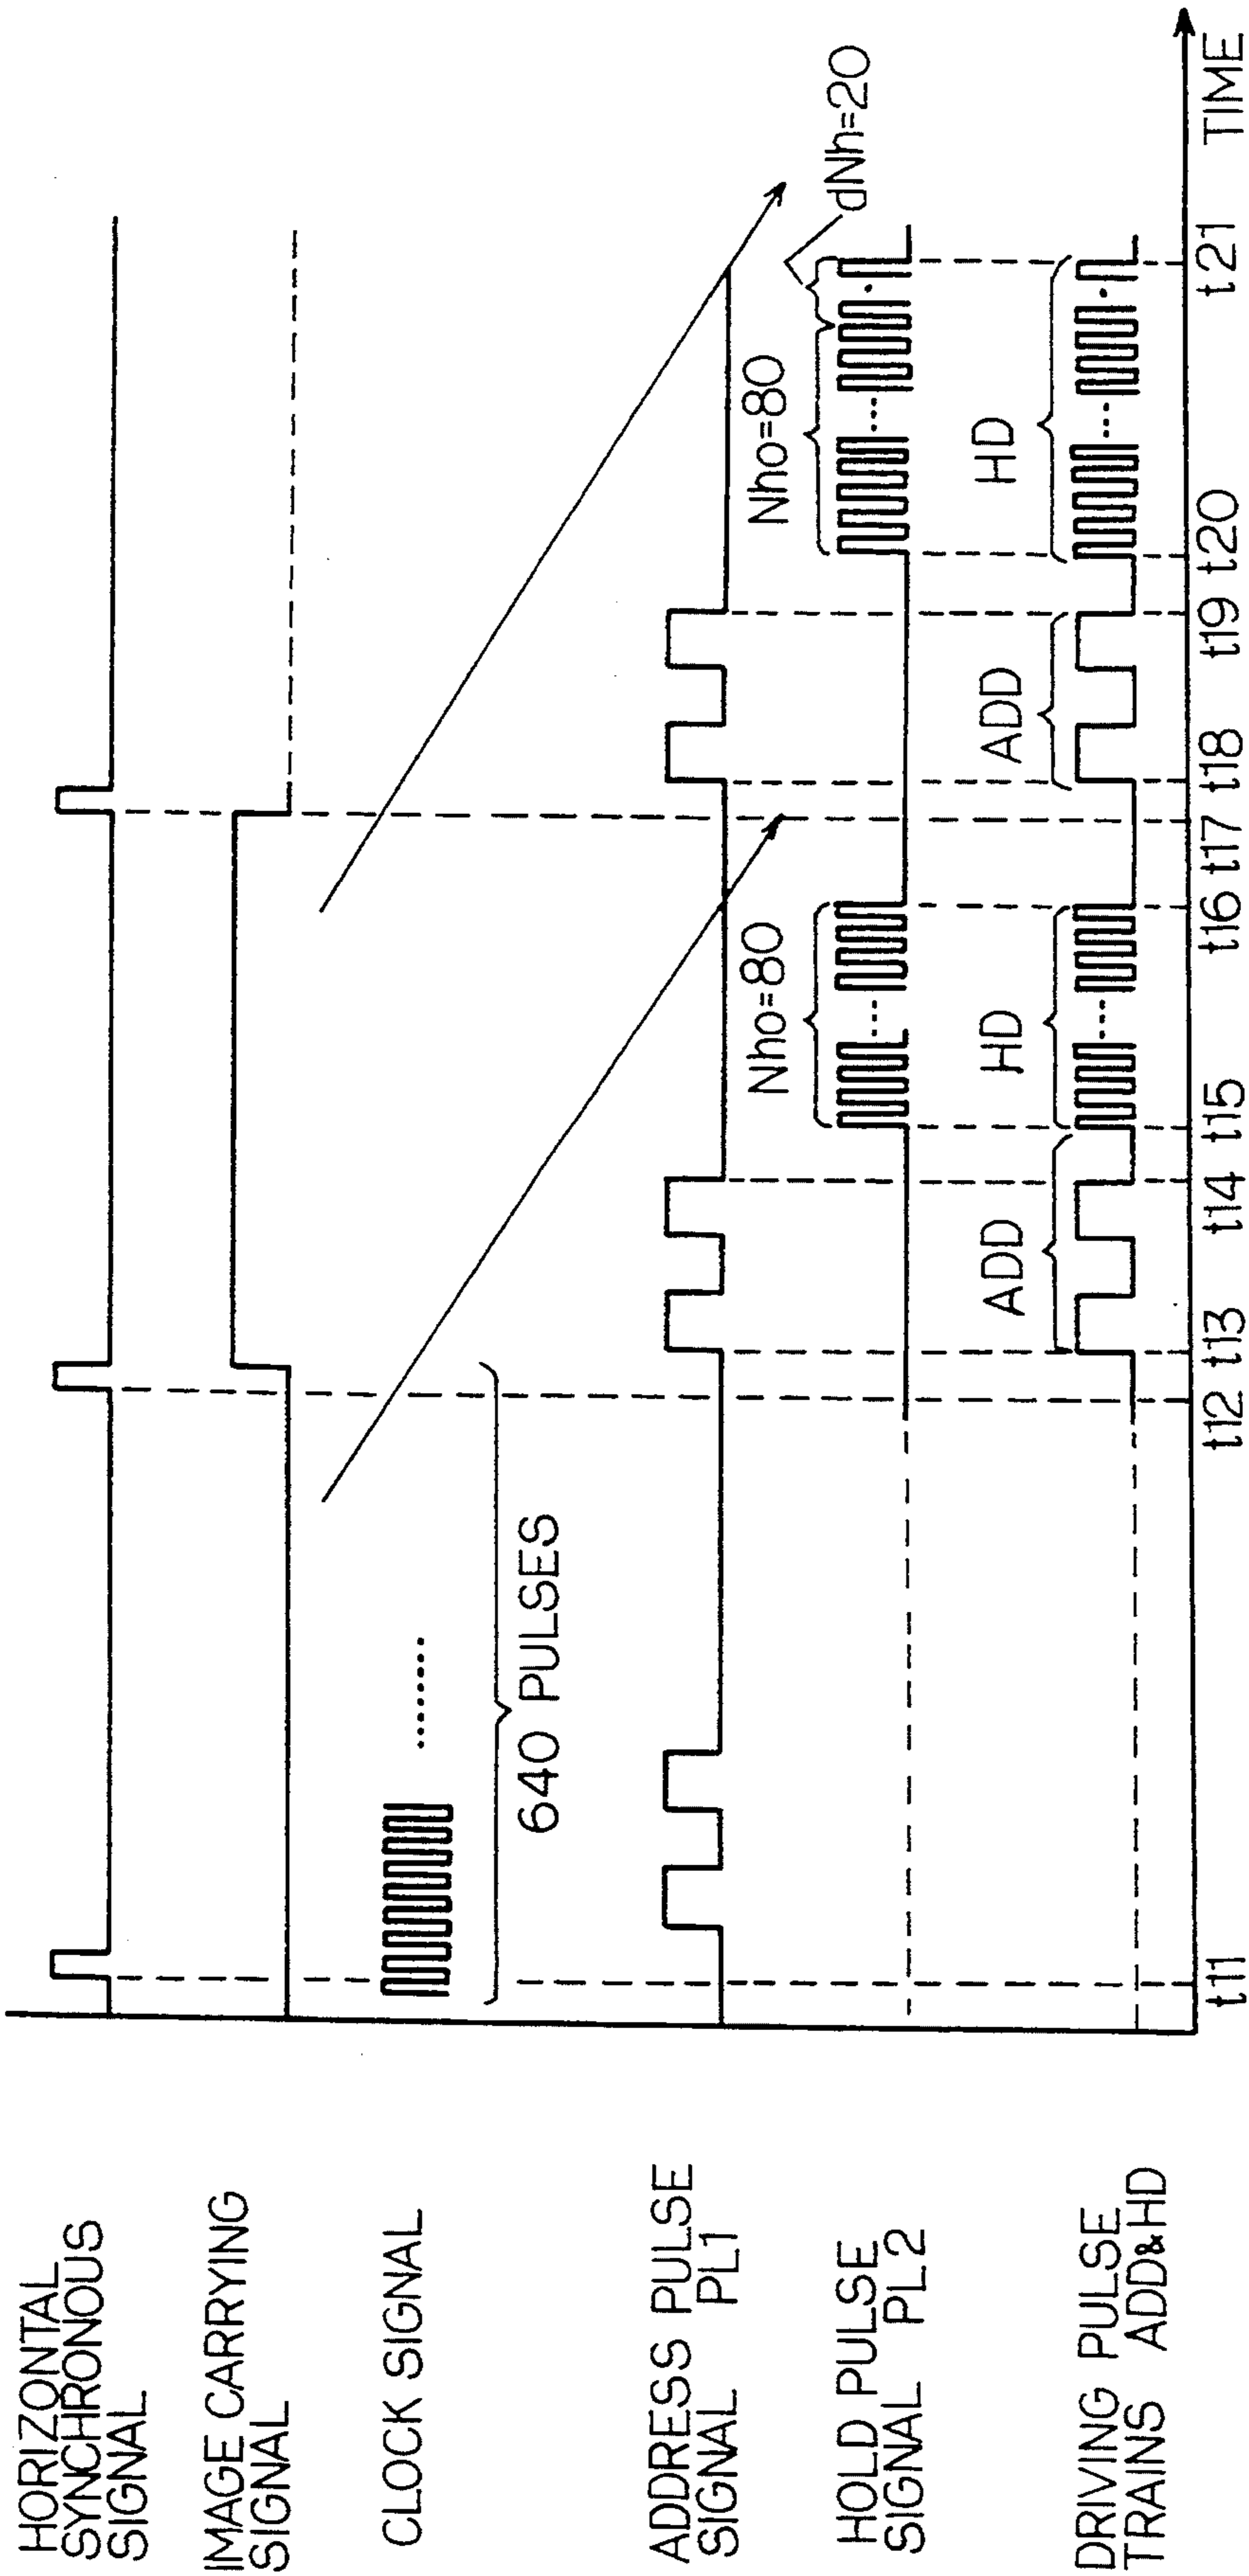 HORIZONTAL
SYNCHRONOUS
SIGNAL
IMAGE CARRYING
SIGNAL
CLOCK SIGNAL
640 PULSES
ADDRESS PULSE
SIGNAL PL1
HOLD PULSE
SIGNAL PL2
Nho=80
Nho=80
dNh=20
DRIVING PULSE
TRAINS ADD&HD
ADD
HD
ADD
HD
t11 t12 t13 t14 t15 t16 t17 t18 t19 t20 t21 TIME